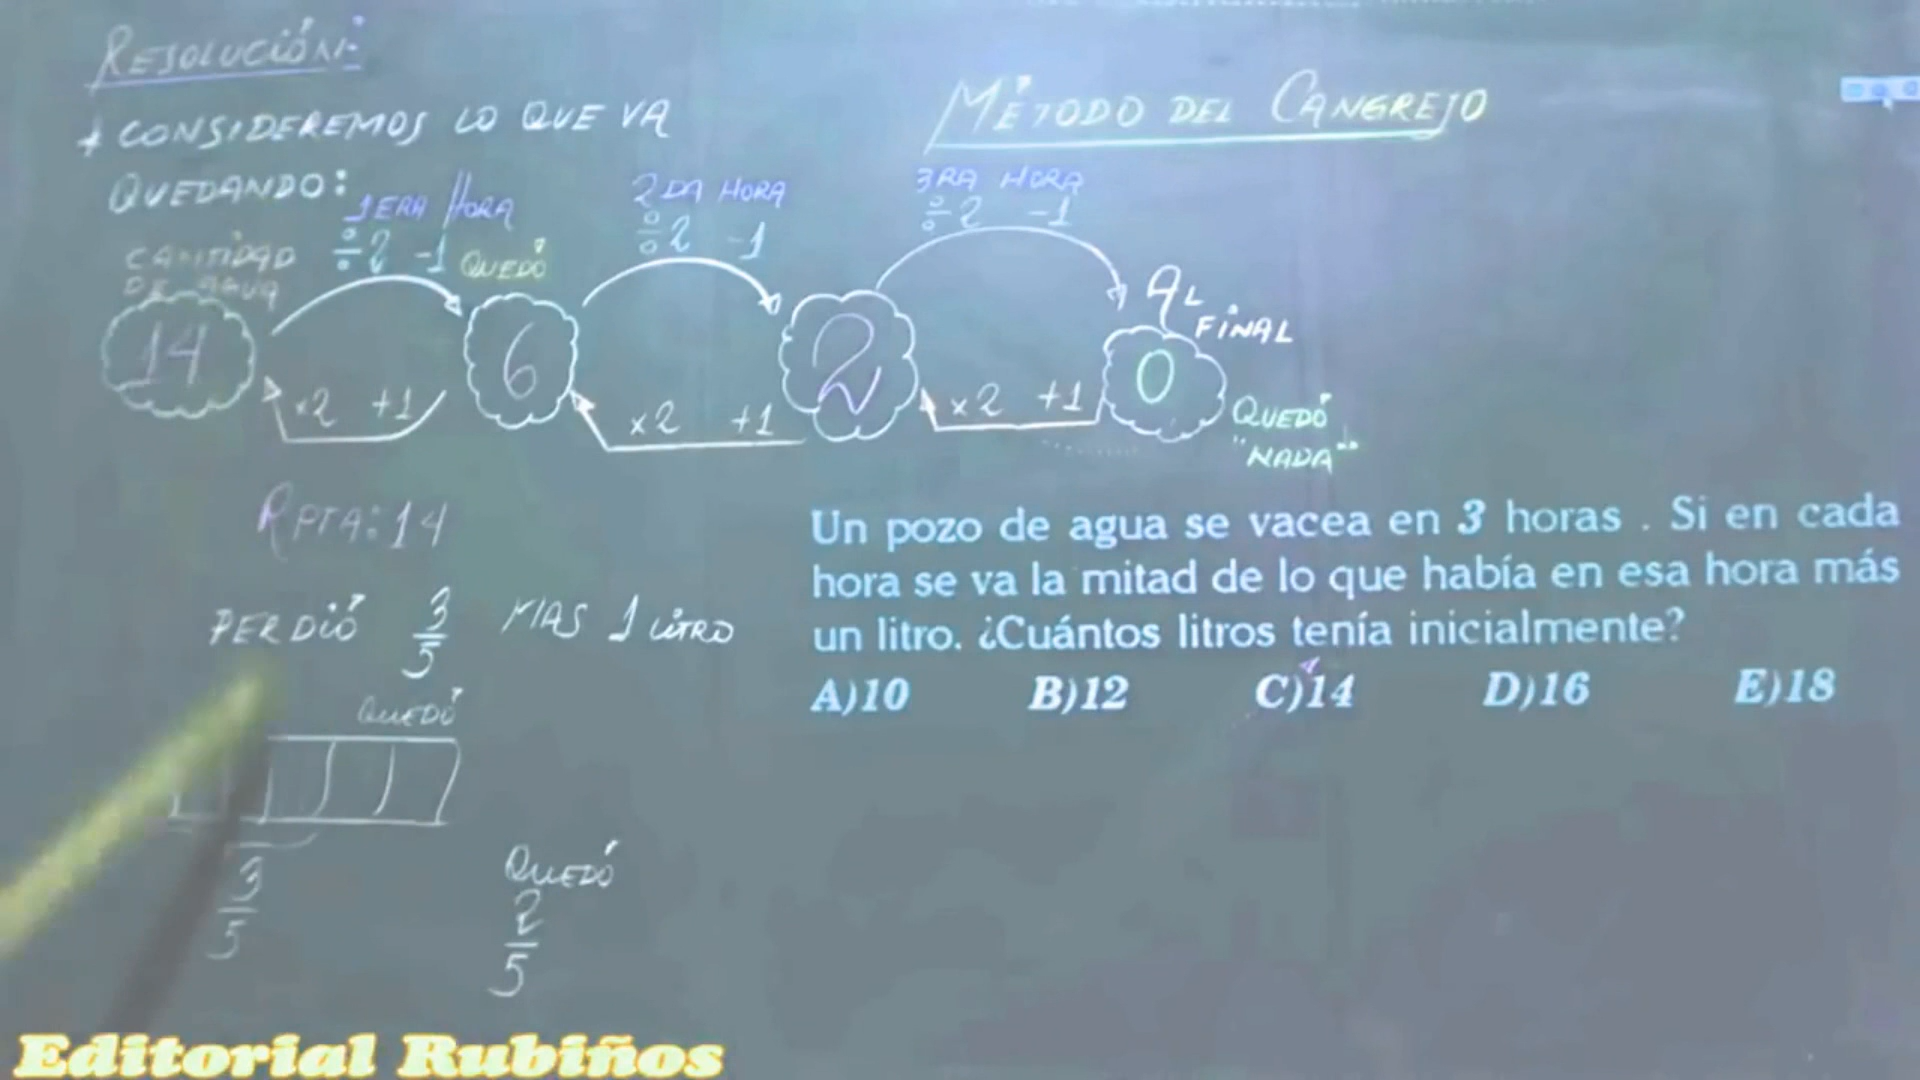 RESOLUCIÓN:
+ CONSIDEREMOS LO QUE VA
QUEDANDO:
MÉTODO DEL CANGREJO
1ERA HORA
2DA HORA
3RA HORA
÷2 -1
÷2 -1
÷2 -1
CANTIDAD
DE AGUA
QUEDÓ
AL
FINAL
14
6
2
0
×2 +1
×2 +1
×2 +1
QUEDÓ
"NADA"
RPTA: 14
Un pozo de agua se vacea en 3 horas . Si en cada
hora se va la mitad de lo que había en esa hora más
un litro. ¿Cuántos litros tenía inicialmente?
A)10 B)12 C)14 D)16 E)18
PERDIÓ 3/5 MAS 1 LITRO
QUEDÓ
3/5
QUEDÓ
2/5
Editorial Rubiños